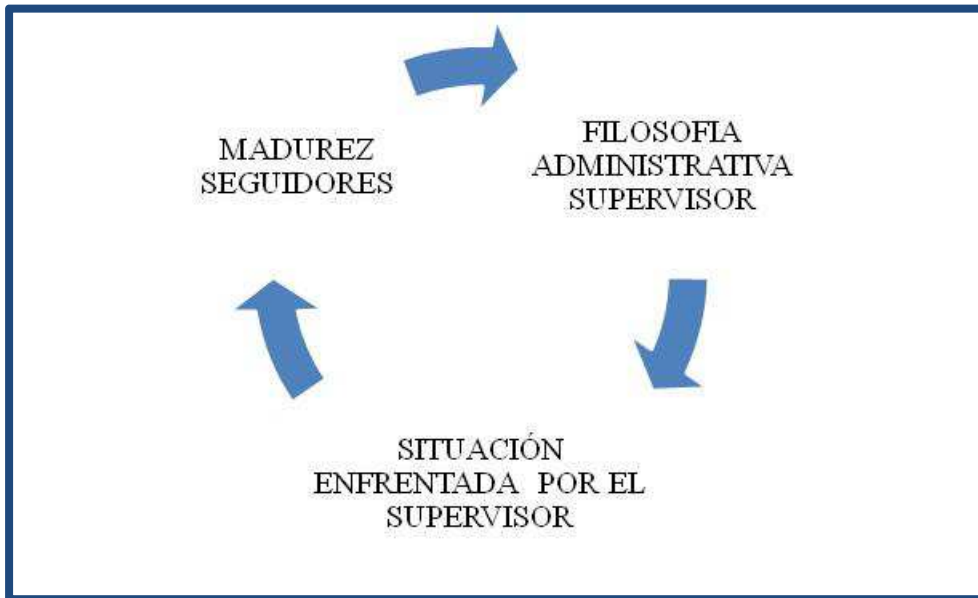 MADUREZ
SEGUIDORES
FILOSOFIA
ADMINISTRATIVA
SUPERVISOR
SITUACIÓN
ENFRENTADA POR EL
SUPERVISOR